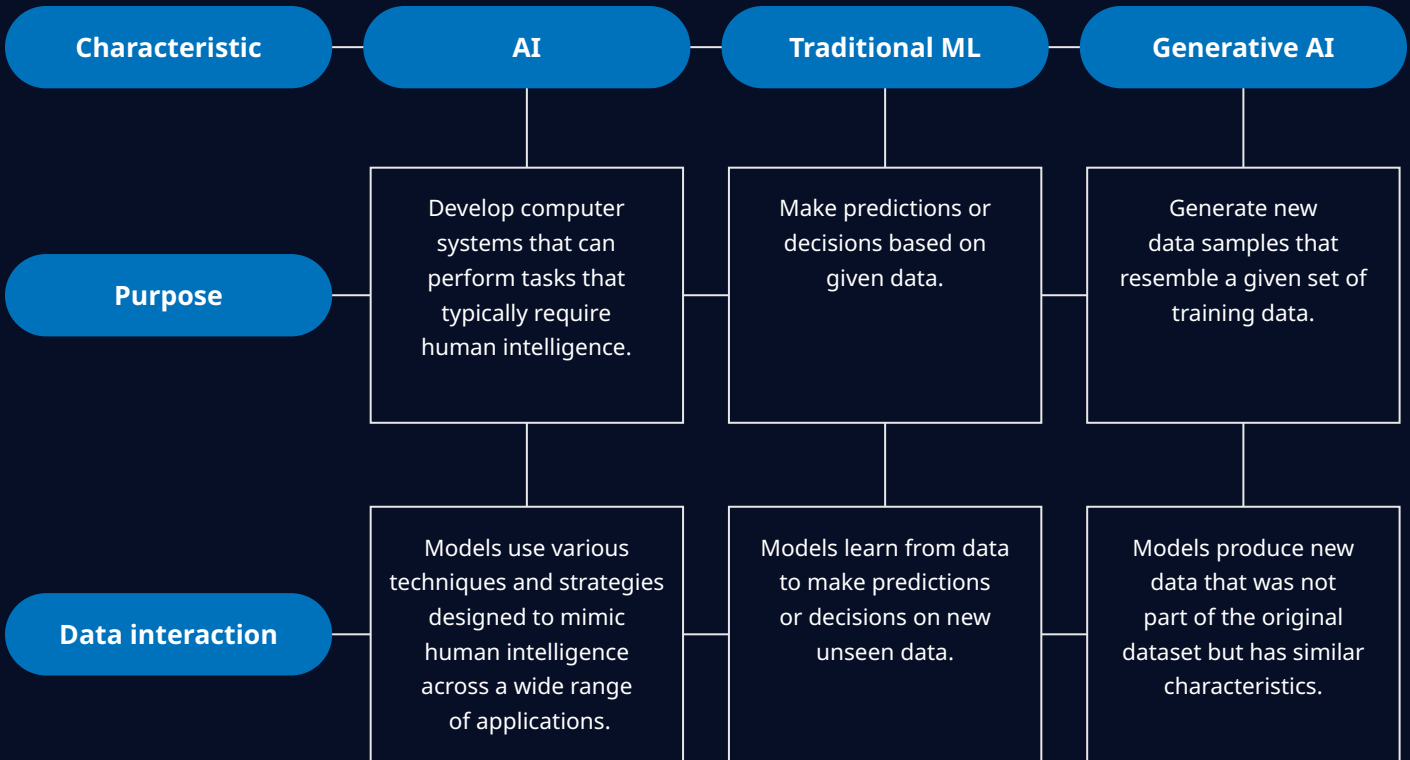 Characteristic
AI
Traditional ML
Generative AI
Purpose
Develop computer
systems that can
perform tasks that
typically require
human intelligence.
Make predictions or
decisions based on
given data.
Generate new
data samples that
resemble a given set of
training data.
Data interaction
Models use various
techniques and strategies
designed to mimic
human intelligence
across a wide range
of applications.
Models learn from data
to make predictions
or decisions on new
unseen data.
Models produce new
data that was not
part of the original
dataset but has similar
characteristics.